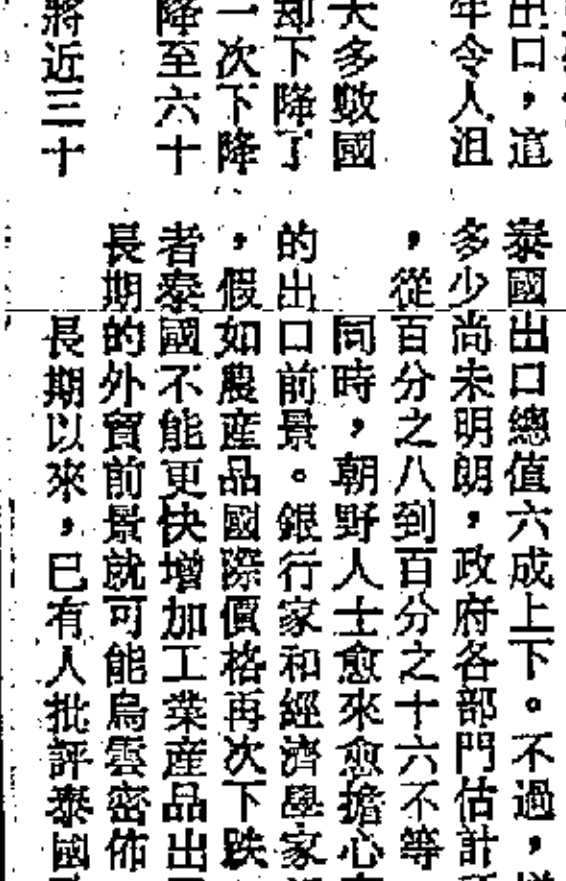 出口，這
年令人沮
大多數國
却下降了
一次下降
降至六十
將近三十
泰國出口總值六成上下。不過，
多少尚未明朗，政府各部門估計
，從百分之八到百分之十六不等
同時，朝野人士愈來愈擔心
的出口前景。銀行家和經濟學家
，假如農產品國際價格再次下跌
者泰國不能更快增加工業產品出
長期的外貿前景就可能烏雲密佈
長期以來，已有人批評泰國